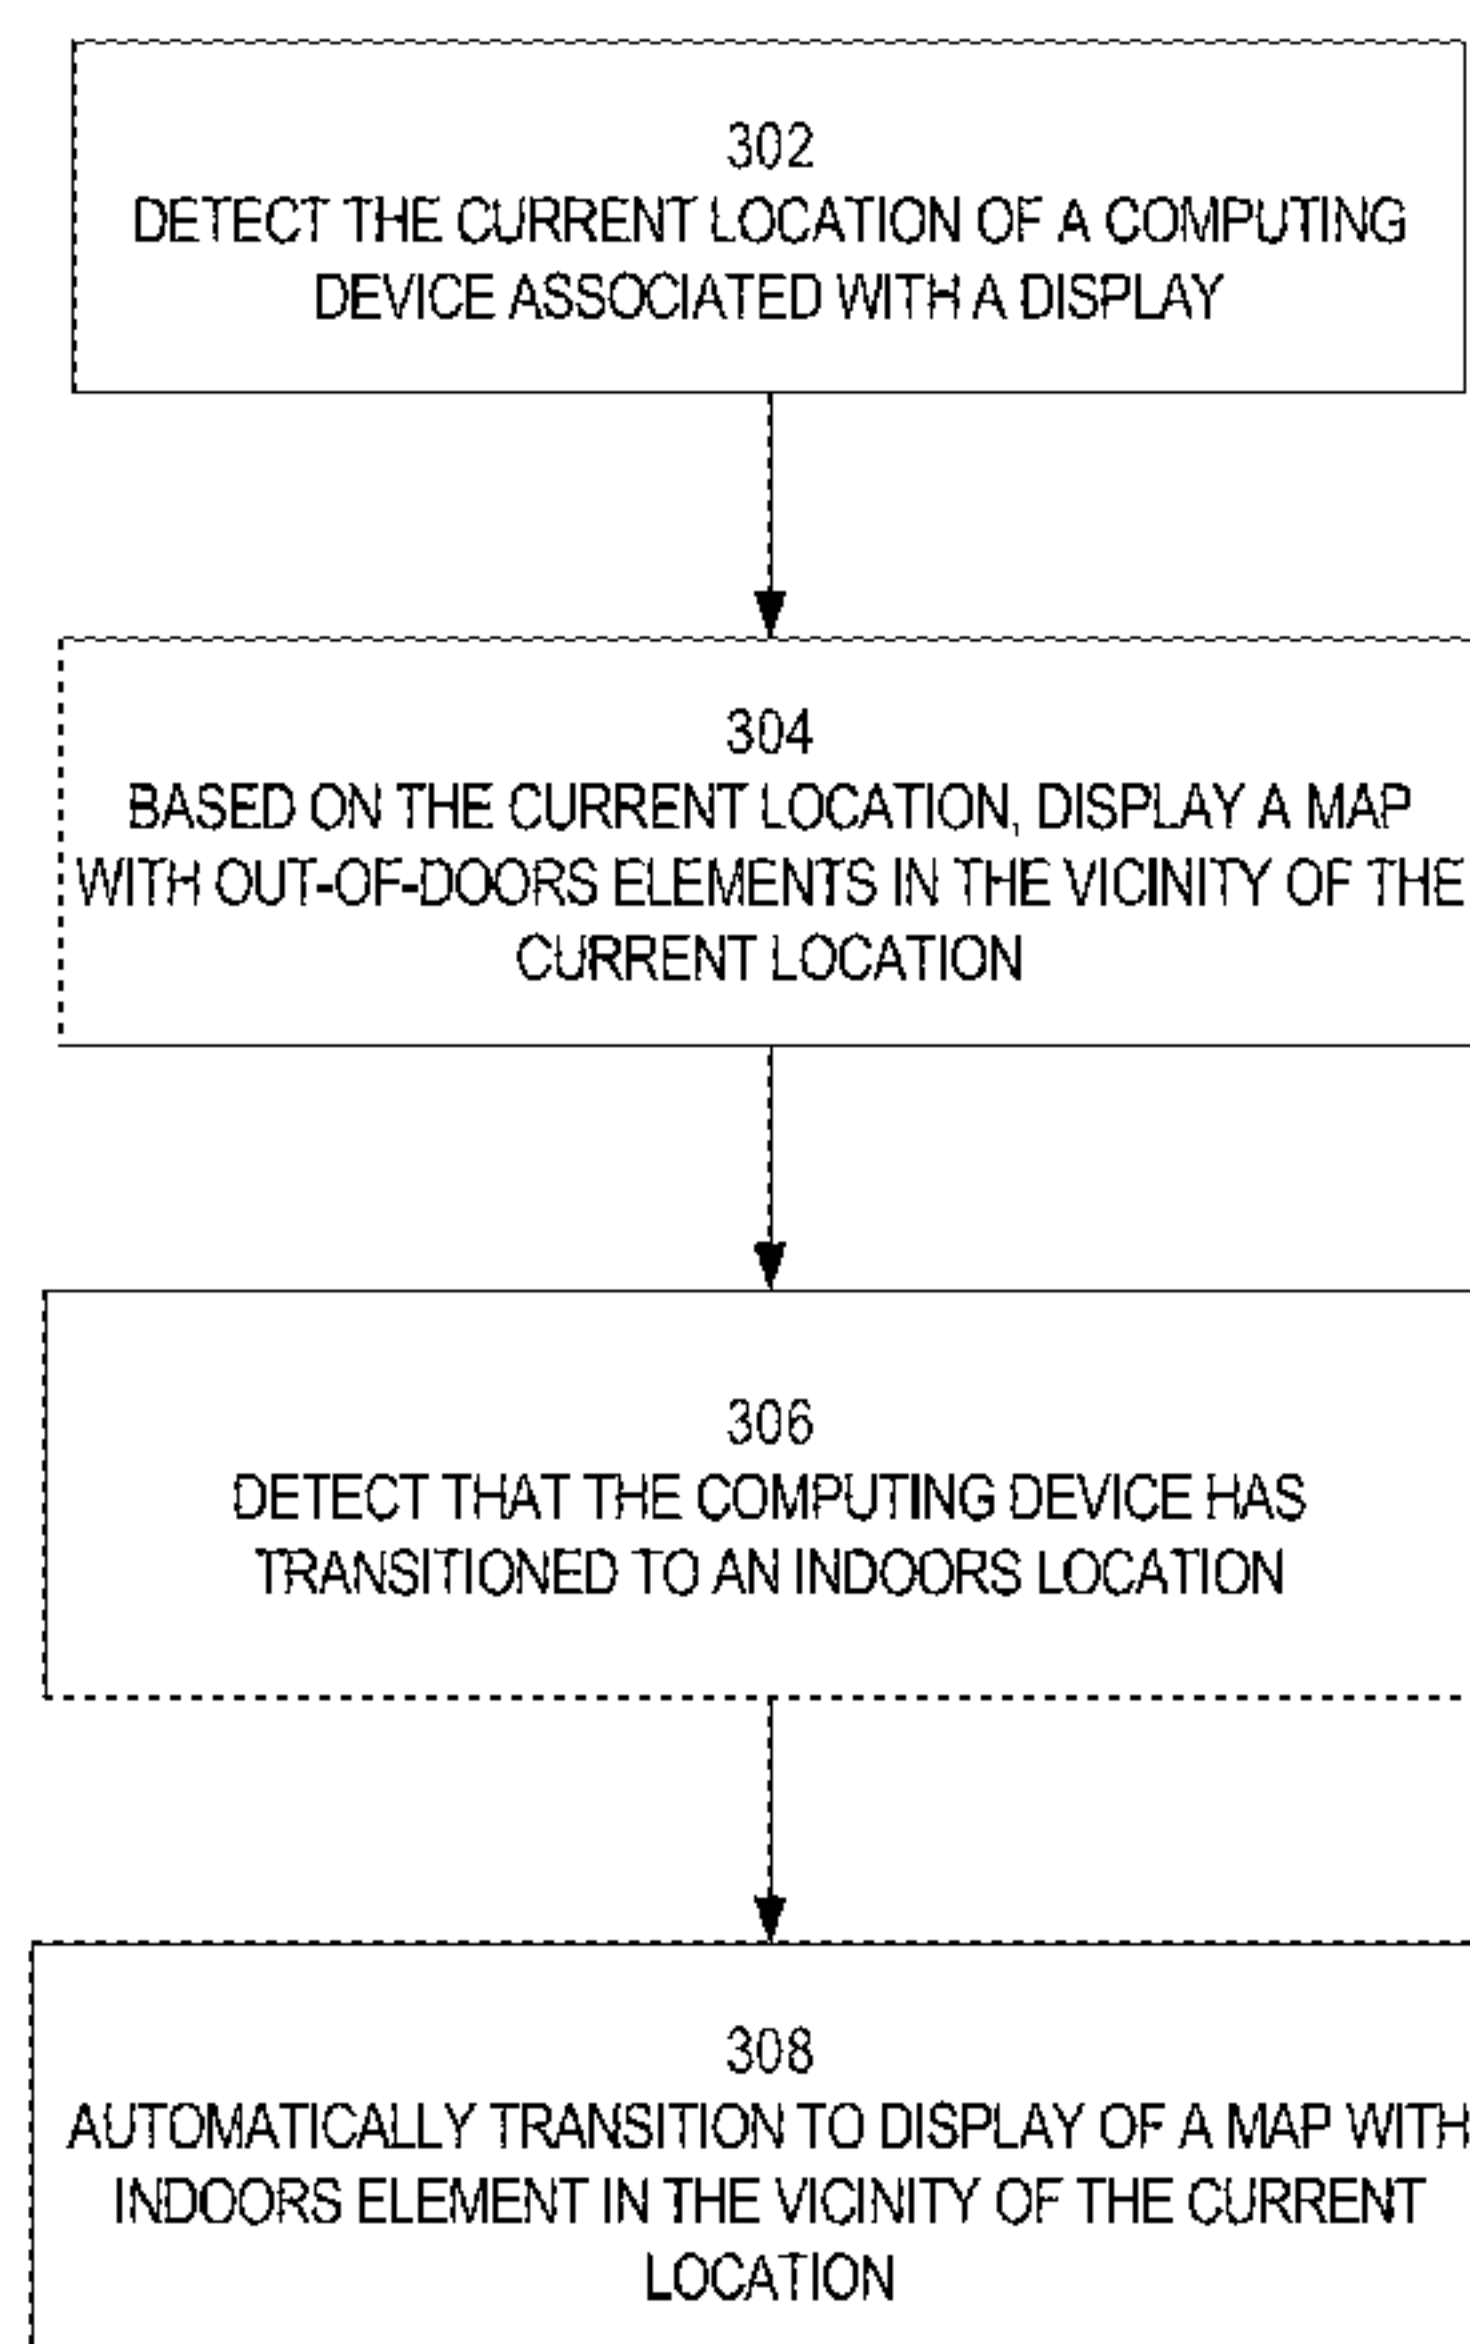 302
DETECT THE CURRENT LOCATION OF A COMPUTING
DEVICE ASSOCIATED WITH A DISPLAY
304
BASED ON THE CURRENT LOCATION, DISPLAY A MAP
WITH OUT-OF-DOORS ELEMENTS IN THE VICINITY OF THE
CURRENT LOCATION
306
DETECT THAT THE COMPUTING DEVICE HAS
TRANSITIONED TO AN INDOORS LOCATION
308
AUTOMATICALLY TRANSITION TO DISPLAY OF A MAP WITH
INDOORS ELEMENT IN THE VICINITY OF THE CURRENT
LOCATION